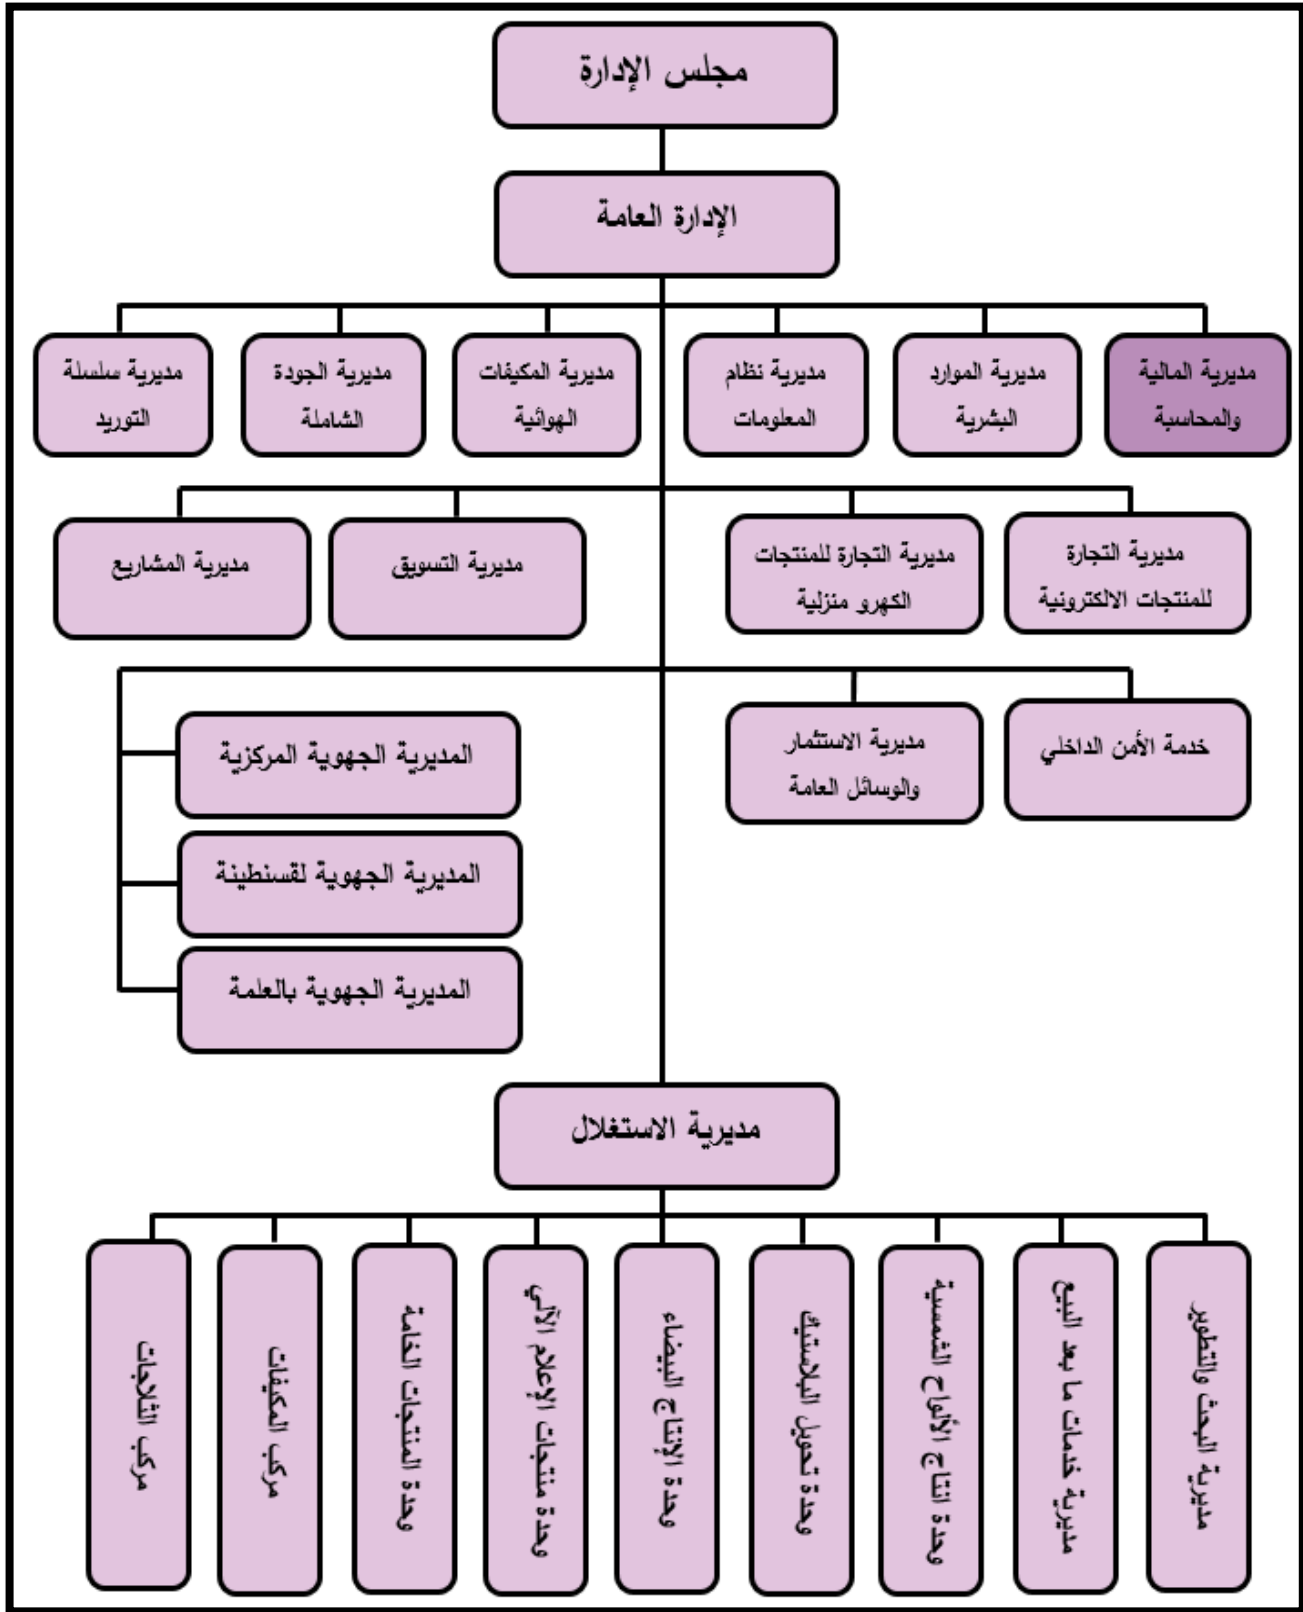 مجلس الإدارة
الإدارة العامة
مديرية المالية
والمحاسبة
مديرية الموارد
البشرية
مديرية نظام
المعلومات
مديرية المكيفات
الهوائية
مديرية الجودة
الشاملة
مديرية سلسلة
التوريد
مديرية التجارة
للمنتجات الالكترونية
مديرية التجارة للمنتجات
الكهرو منزلية
مديرية التسويق
مديرية المشاريع
خدمة الأمن الداخلي
مديرية الاستثمار
والوسائل العامة
المديرية الجهوية المركزية
المديرية الجهوية لقسنطينة
المديرية الجهوية بالعلمة
مديرية الاستغلال
مديرية البحث والتطوير
مديرية خدمات ما بعد البيع
وحدة انتاج الألواح الشمسية
وحدة تحويل البلاستيك
وحدة الإنتاج البيضاء
وحدة منتجات الإعلام الآلي
وحدة المنتجات الخامة
مركب المكيفات
مركب الثلاجات